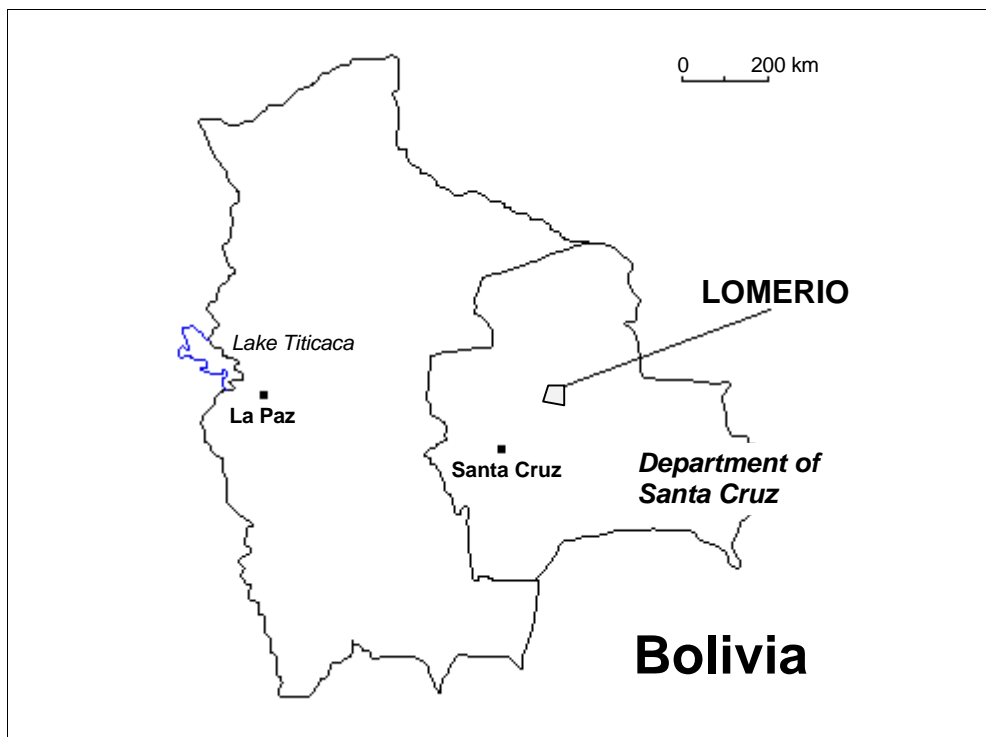 0 200 km
LOMERIO
Lake Titicaca
La Paz
Santa Cruz
Department of
Santa Cruz
Bolivia